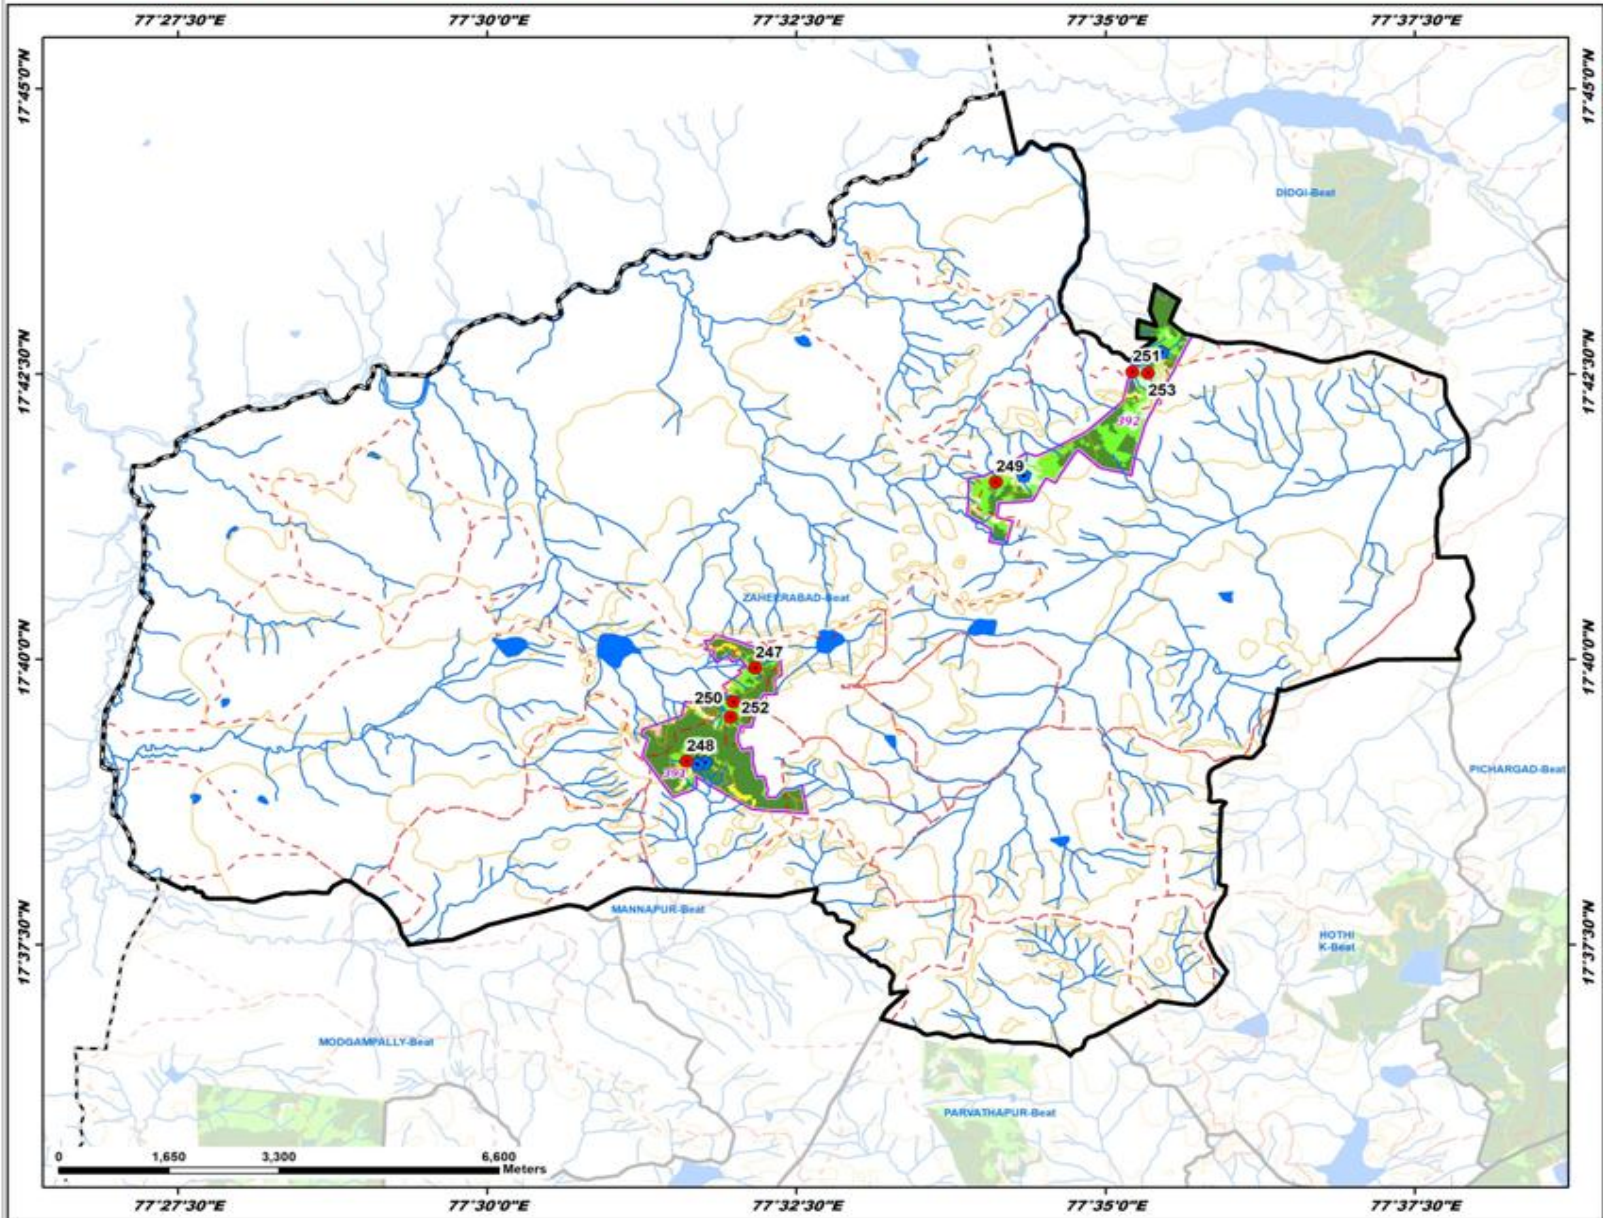 77°27'30"E 77°30'0"E 77°32'30"E 77°35'0"E 77°37'30"E
17°45'0"N 17°45'0"N
DIDGI-Beat
251
17°42'30"N 17°42'30"N
253
392
249
ZAHEERABAD-Beat
17°40'0"N 247 17°40'0"N
250
252
248
393
PICHARGAD-Beat
MANNAPUR-Beat
HOTHI
K-Beat
17°37'30"N 17°37'30"N
MODGAMPALLY-Beat
PARVATHAPUR-Beat
0 1,650 3,300 6,600
Meters
77°27'30"E 77°30'0"E 77°32'30"E 77°35'0"E 77°37'30"E